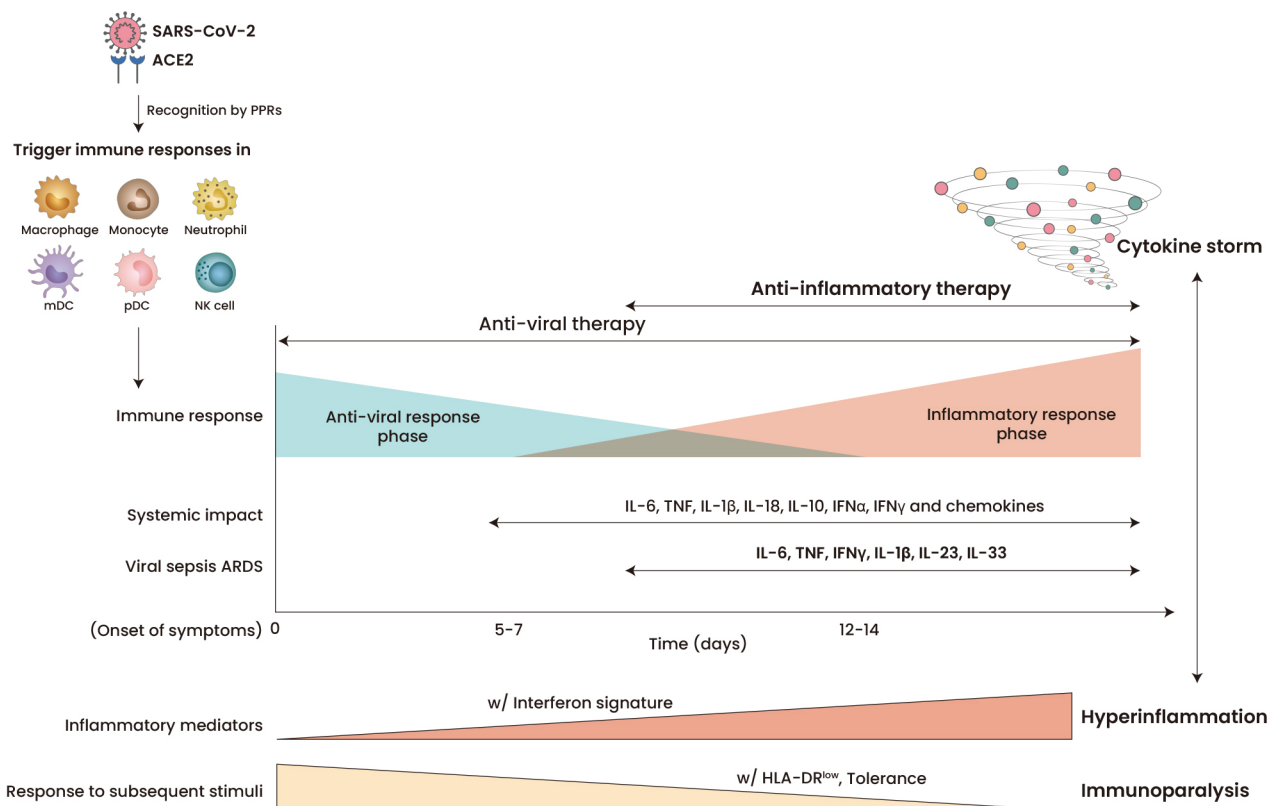 SARS-CoV-2
ACE2
Recognition by PPRs
Trigger immune responses in
Macrophage Monocyte Neutrophil
mDC pDC NK cell
Cytokine storm
Anti-inflammatory therapy
Anti-viral therapy
Immune response
Anti-viral response
phase
Inflammatory response
phase
Systemic impact
IL-6, TNF, IL-1β, IL-18, IL-10, IFNα, IFNγ and chemokines
Viral sepsis ARDS
IL-6, TNF, IFNγ, IL-1β, IL-23, IL-33
(Onset of symptoms) 0 5-7 12-14
Time (days)
w/ Interferon signature
Inflammatory mediators
Hyperinflammation
w/ HLA-DRlow, Tolerance
Response to subsequent stimuli
Immunoparalysis